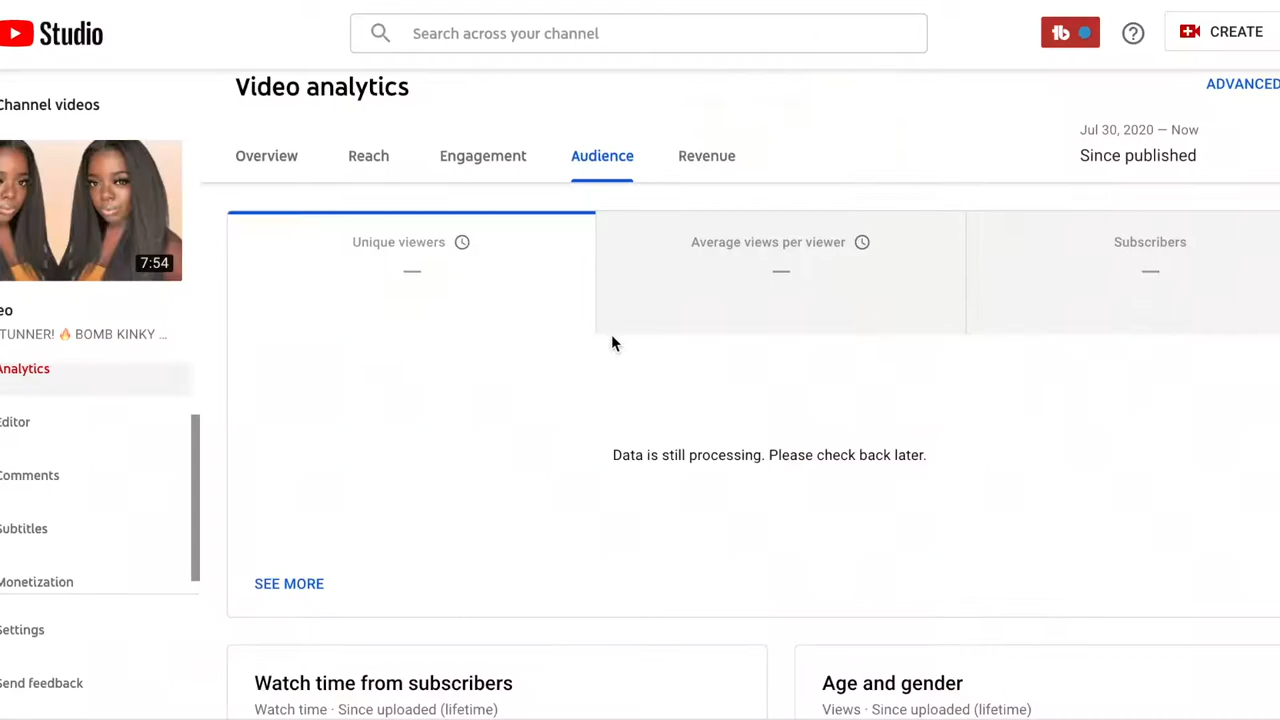 Studio
Search across your channel
CREATE
Channel videos
7:54
eo
TUNNER! 🔥 BOMB KINKY ...
Analytics
Editor
Comments
Subtitles
Monetization
Settings
Send feedback
Video analytics
ADVANCED
Overview
Reach
Engagement
Audience
Revenue
Jul 30, 2020 – Now
Since published
Unique viewers
—
Average views per viewer
—
Subscribers
—
Data is still processing. Please check back later.
SEE MORE
Watch time from subscribers
Watch time · Since uploaded (lifetime)
Age and gender
Views · Since uploaded (lifetime)